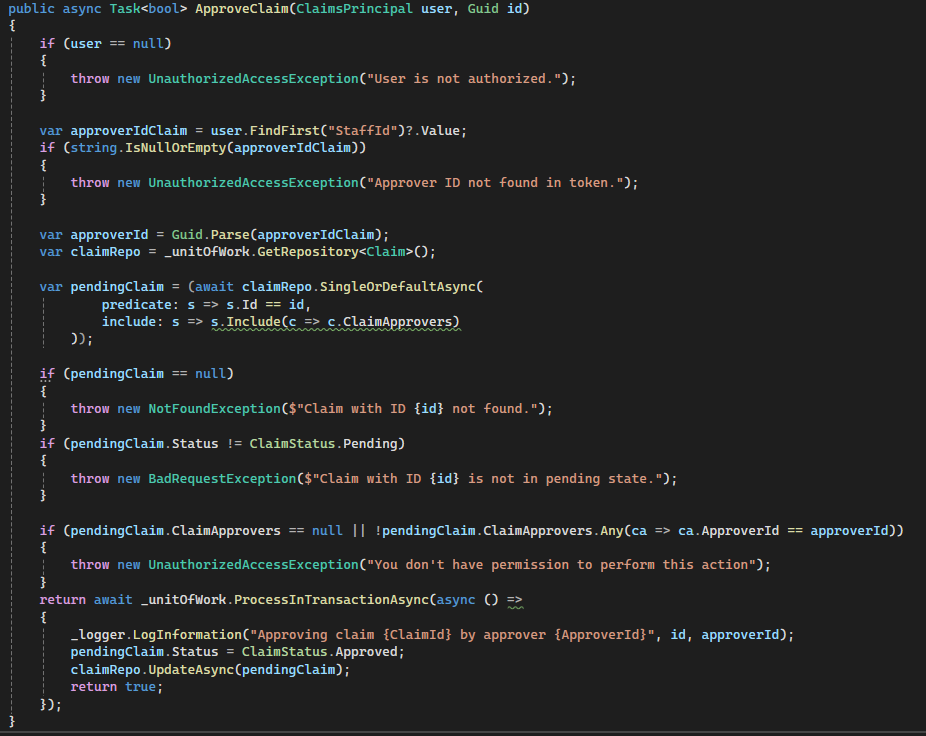 public async Task<bool> ApproveClaim(ClaimsPrincipal user, Guid id)
{
    if (user == null)
    {
        throw new UnauthorizedAccessException("User is not authorized.");
    }

    var approverIdClaim = user.FindFirst("StaffId")?.Value;
    if (string.IsNullOrEmpty(approverIdClaim))
    {
        throw new UnauthorizedAccessException("Approver ID not found in token.");
    }

    var approverId = Guid.Parse(approverIdClaim);
    var claimRepo = _unitOfWork.GetRepository<Claim>();

    var pendingClaim = (await claimRepo.SingleOrDefaultAsync(
            predicate: s => s.Id == id,
            include: s => s.Include(c => c.ClaimApprovers)
        ));

    if (pendingClaim == null)
    {
        throw new NotFoundException($"Claim with ID {id} not found.");
    }
    if (pendingClaim.Status != ClaimStatus.Pending)
    {
        throw new BadRequestException($"Claim with ID {id} is not in pending state.");
    }

    if (pendingClaim.ClaimApprovers == null || !pendingClaim.ClaimApprovers.Any(ca => ca.ApproverId == approverId))
    {
        throw new UnauthorizedAccessException("You don't have permission to perform this action");
    }
    return await _unitOfWork.ProcessInTransactionAsync(async () =>
    {
        _logger.LogInformation("Approving claim {ClaimId} by approver {ApproverId}", id, approverId);
        pendingClaim.Status = ClaimStatus.Approved;
        claimRepo.UpdateAsync(pendingClaim);
        return true;
    });
}